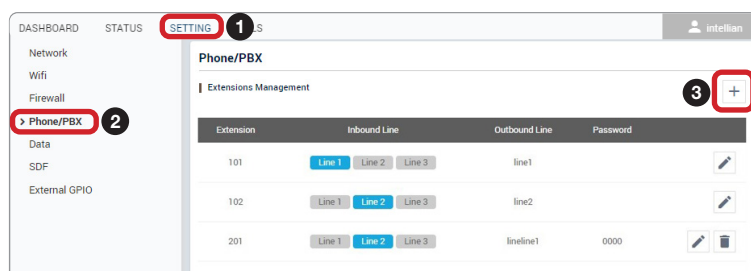 DASHBOARD STATUS SETTING 1 LS intellian
Network
Wifi
Firewall
> Phone/PBX 2
Data
SDF
External GPIO
Phone/PBX
Extensions Management 3 +
Extension Inbound Line Outbound Line Password
101 Line 1 Line 2 Line 3 line1
102 Line 1 Line 2 Line 3 line2
201 Line 1 Line 2 Line 3 lineline1 0000